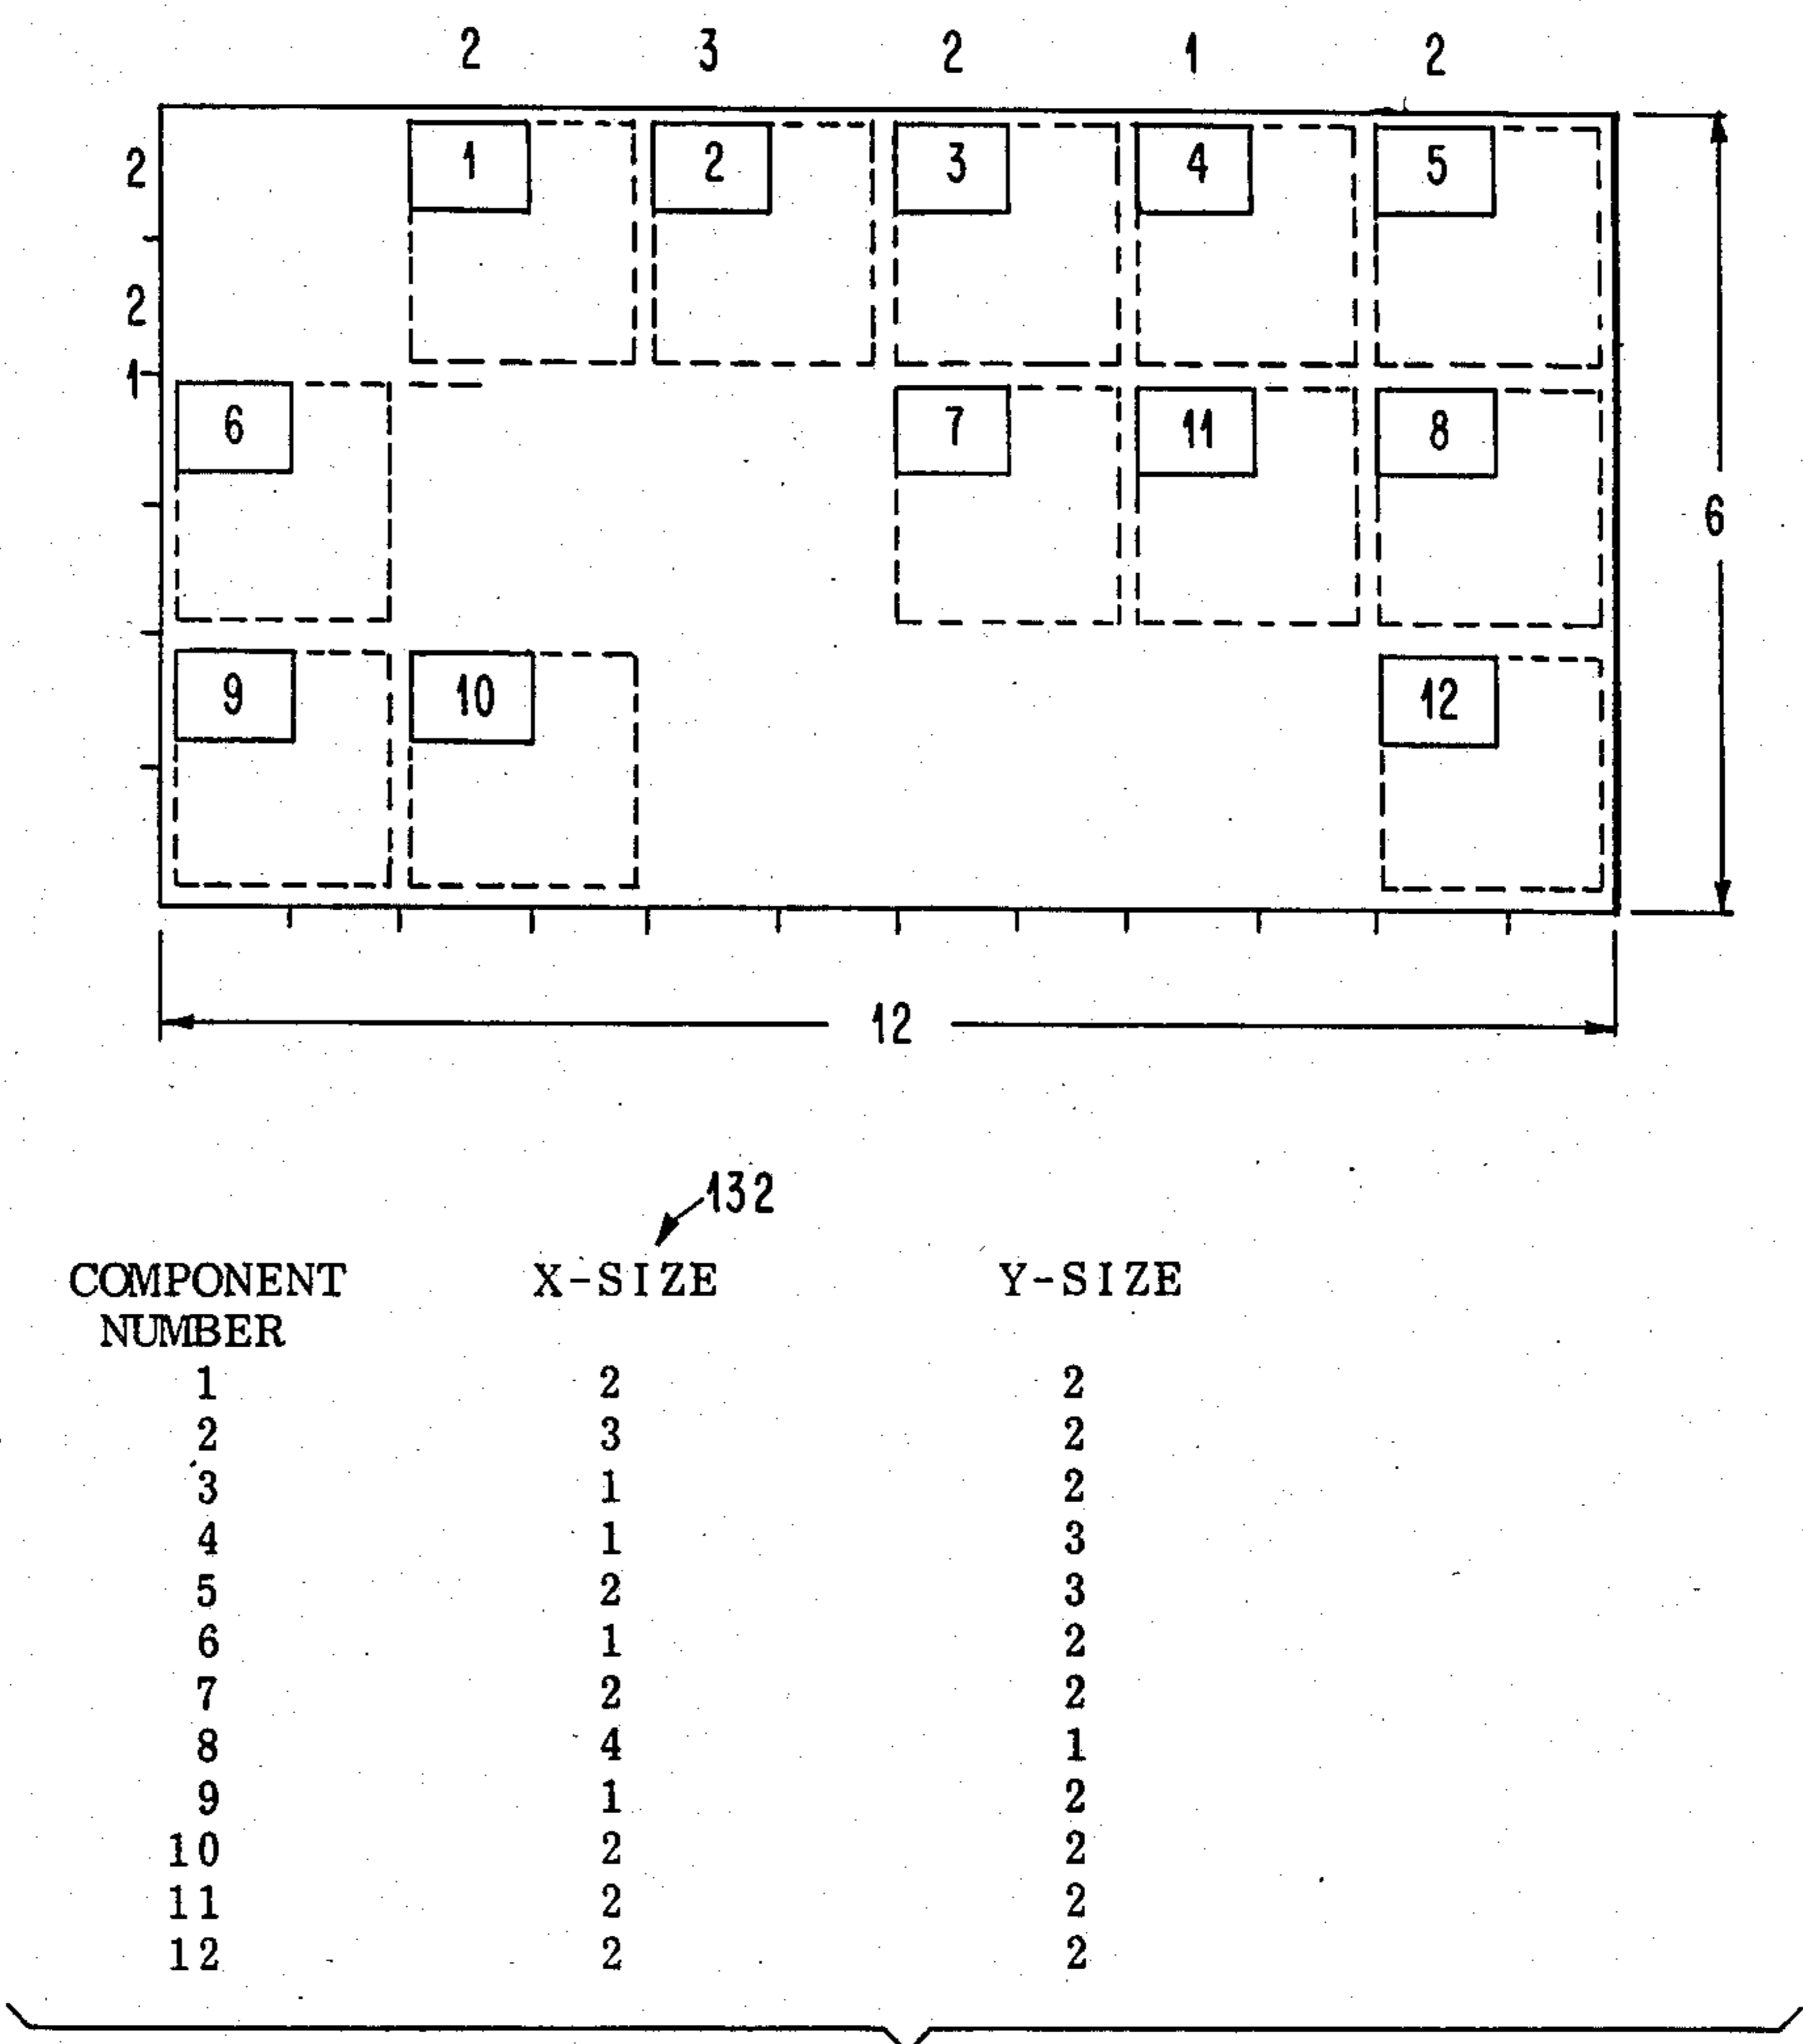 2 3 2 1 2
2 1 2 3 4 5
2
1
6 7 11 8
6
9 10 12
12
132
COMPONENT X-SIZE Y-SIZE
NUMBER
1 2 2
2 3 2
3 1 2
4 1 3
5 2 3
6 1 2
7 2 2
8 4 1
9 1 2
10 2 2
11 2 2
12 2 2